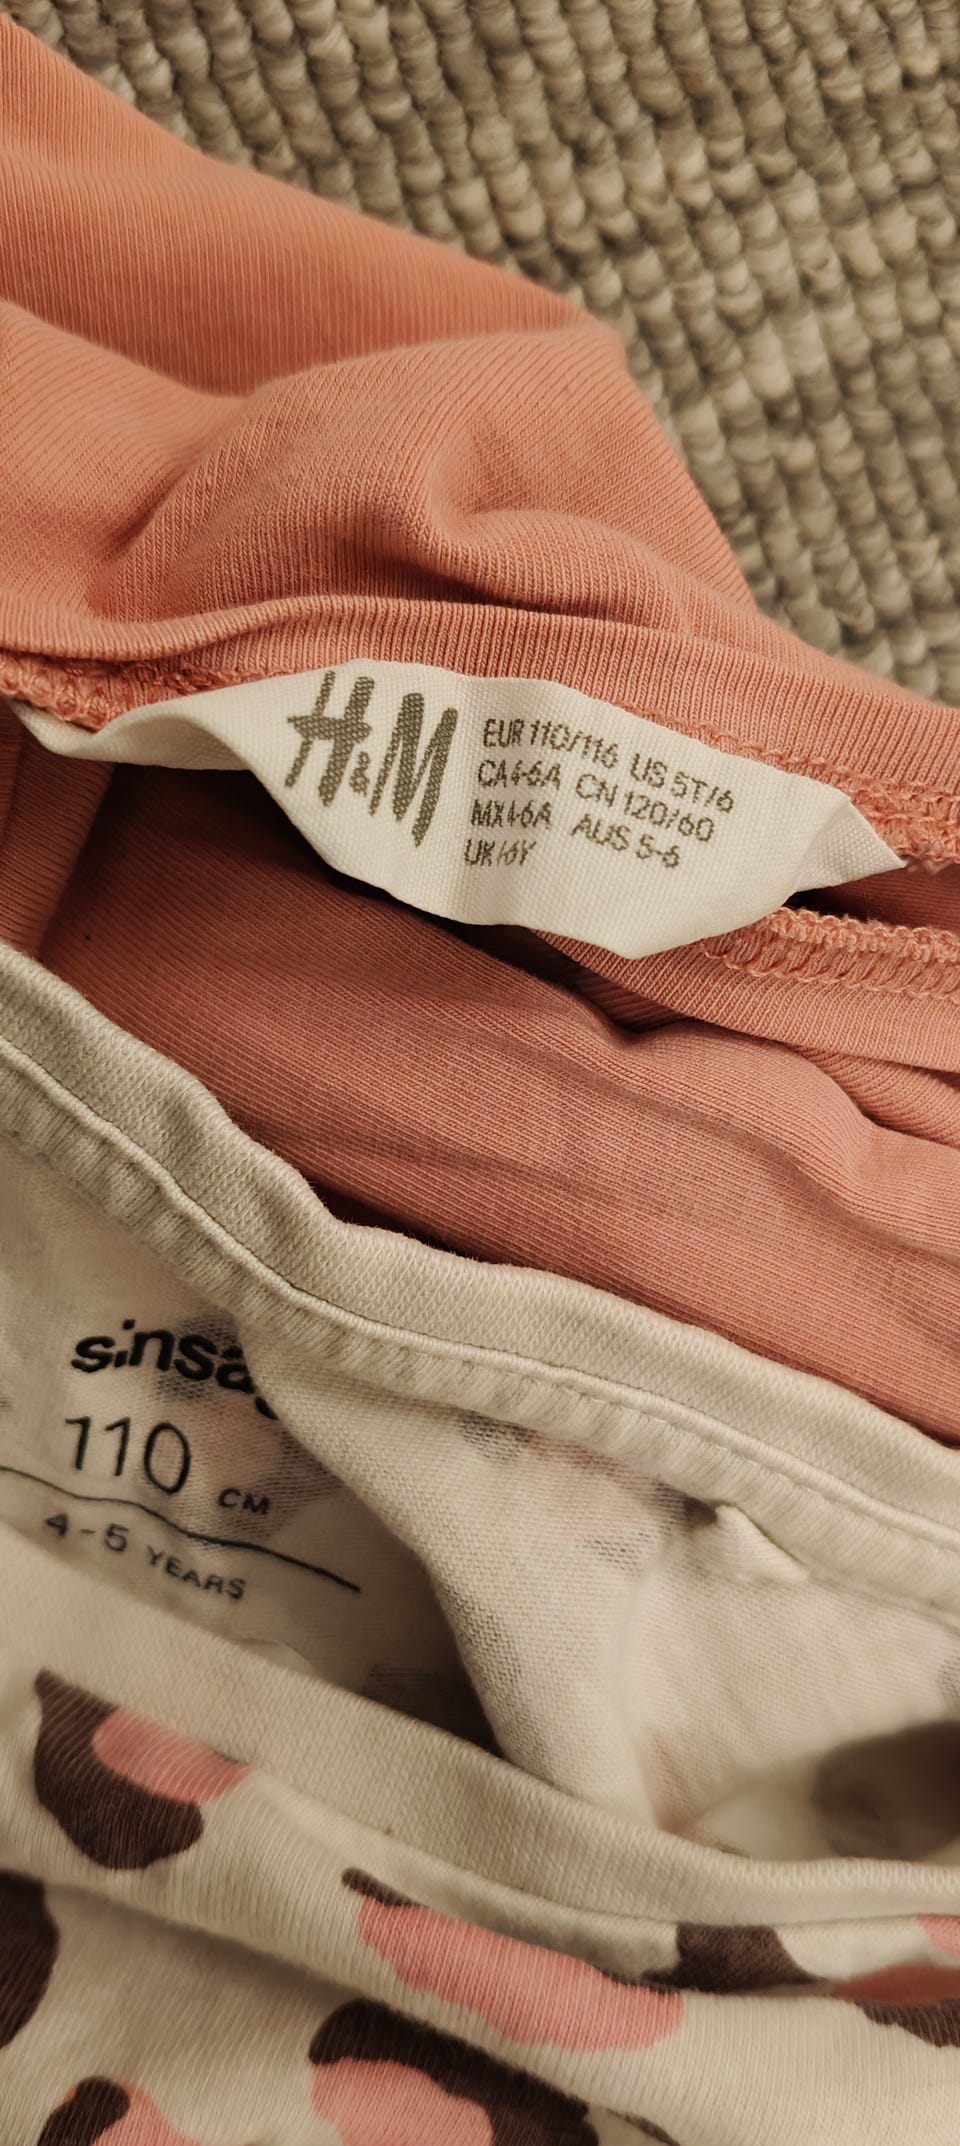 H&M
EUR 110/116 US 5T/6
CA 4-6A CN 120/60
MX 4-6A AUS 5-6
UK
sinsa
110 CM
4-5 YEARS